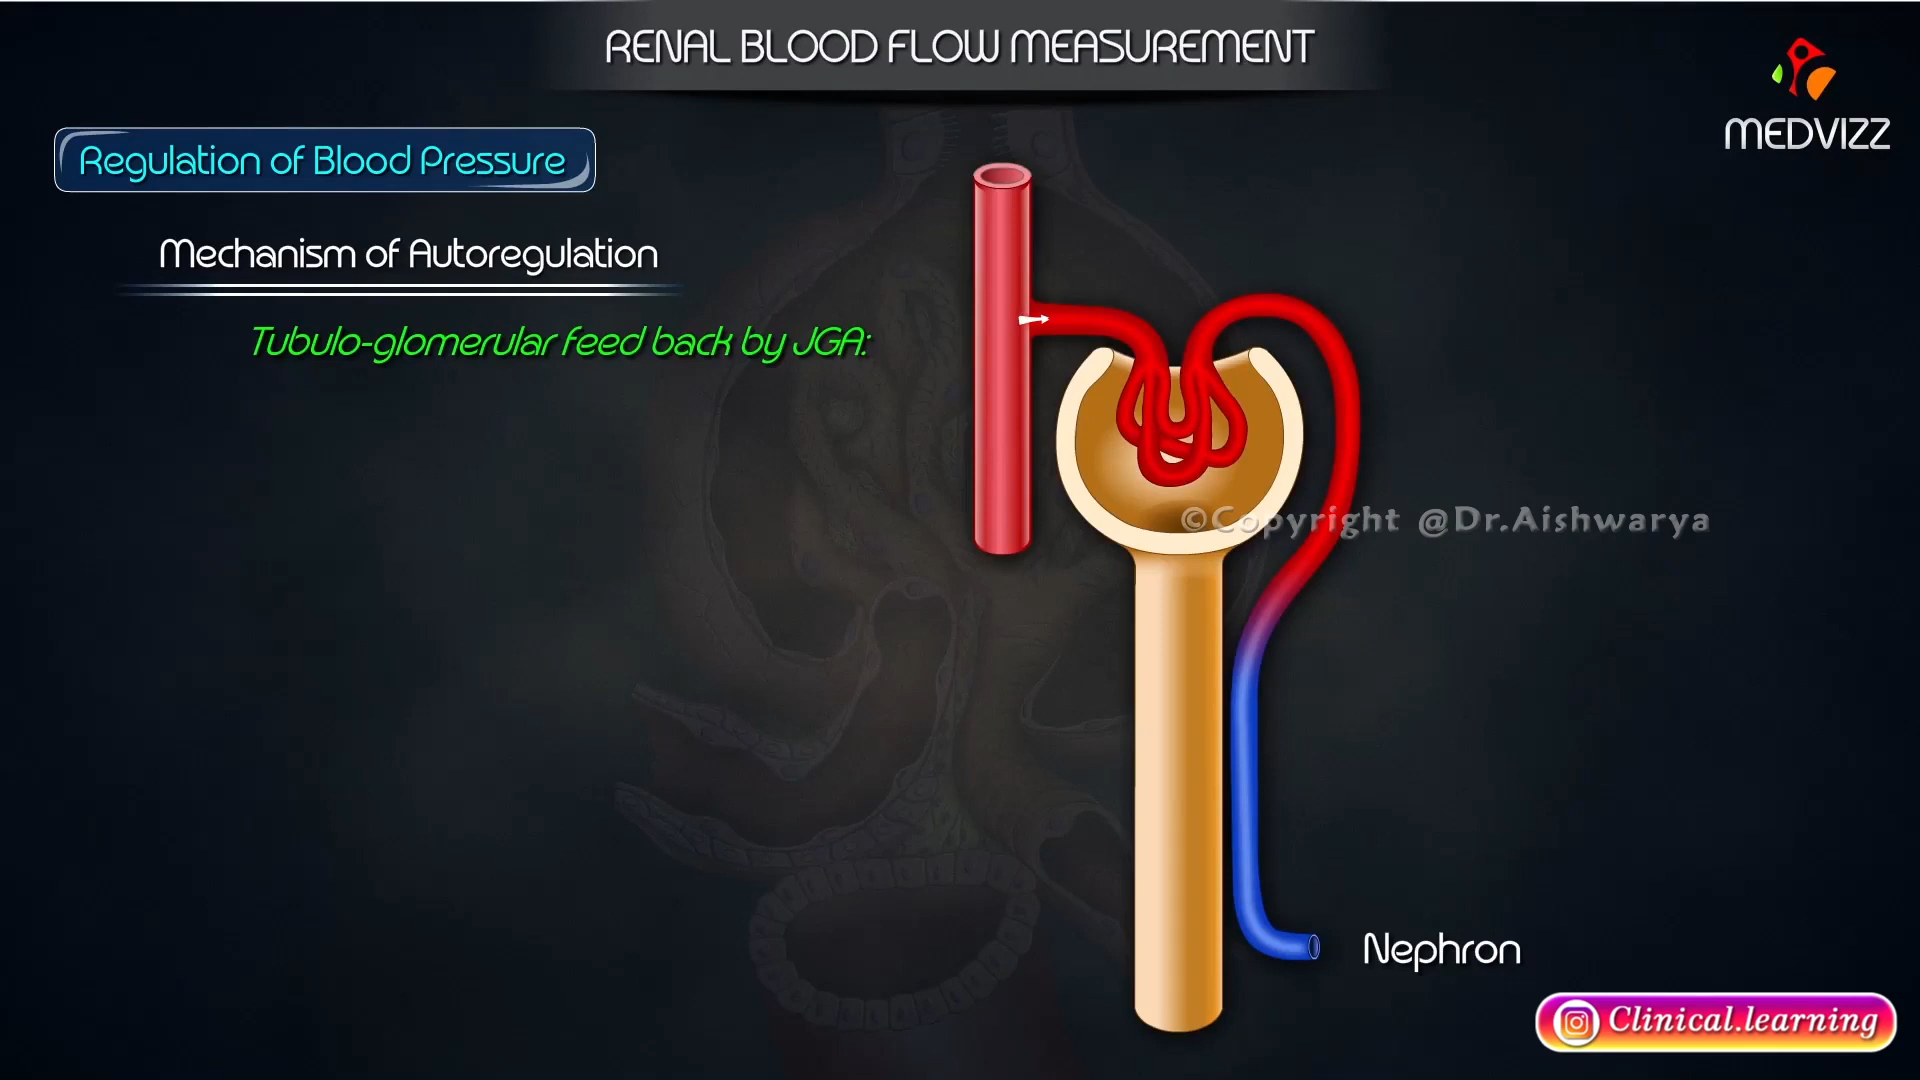 RENAL BLOOD FLOW MEASUREMENT
MEDVIZZ
Regulation of Blood Pressure
Mechanism of Autoregulation
Tubulo-glomerular feed back by JGA:
©Copyright @Dr.Aishwarya
Nephron
Clinical.learning